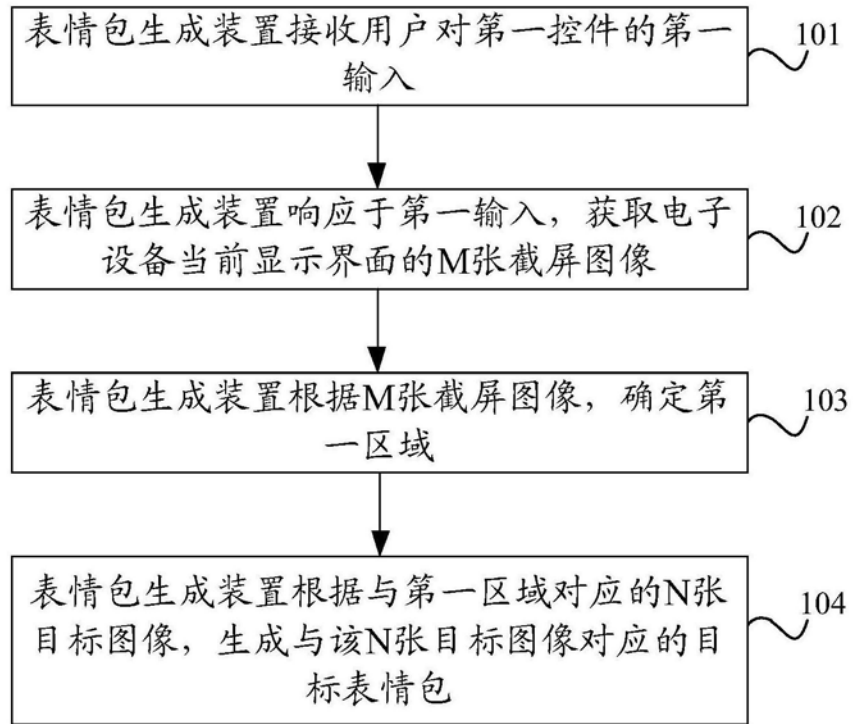 表情包生成装置接收用户对第一控件的第一
输入
101
表情包生成装置响应于第一输入，获取电子
设备当前显示界面的M张截屏图像
102
表情包生成装置根据M张截屏图像，确定第
一区域
103
表情包生成装置根据与第一区域对应的N张
目标图像，生成与该N张目标图像对应的目
标表情包
104